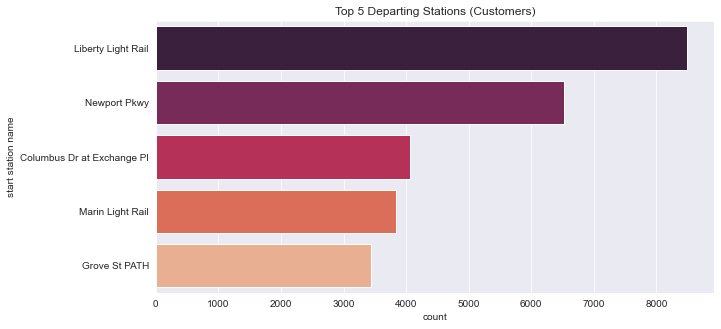 Top 5 Departing Stations (Customers)
start station name
Liberty Light Rail
Newport Pkwy
Columbus Dr at Exchange Pl
Marin Light Rail
Grove St PATH
0 1000 2000 3000 4000 5000 6000 7000 8000
count